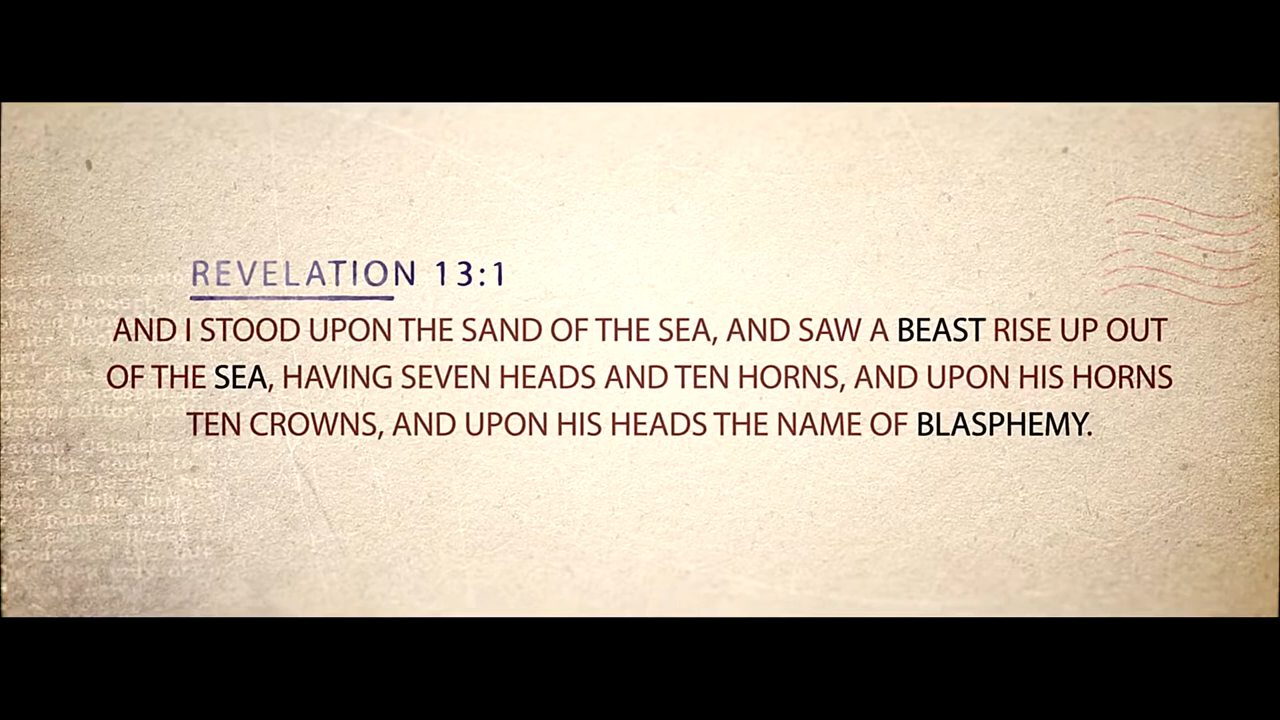 REVELATION 13:1
AND I STOOD UPON THE SAND OF THE SEA, AND SAW A BEAST RISE UP OUT
OF THE SEA, HAVING SEVEN HEADS AND TEN HORNS, AND UPON HIS HORNS
TEN CROWNS, AND UPON HIS HEADS THE NAME OF BLASPHEMY.